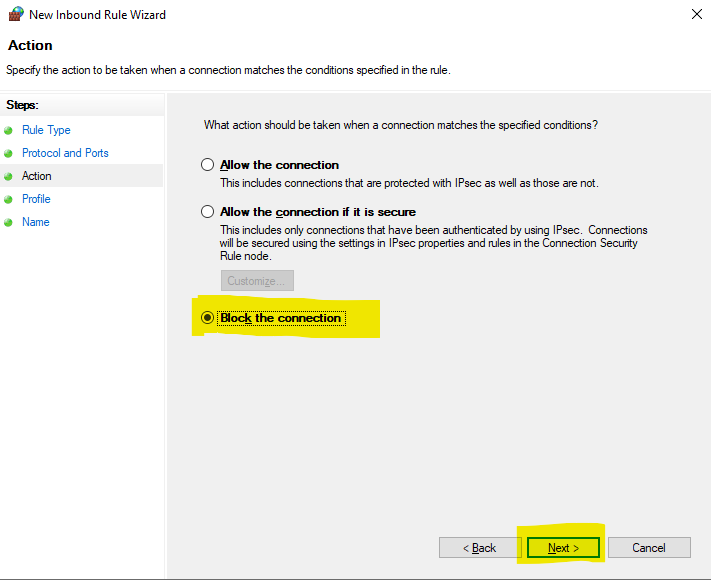 New Inbound Rule Wizard
Action
Specify the action to be taken when a connection matches the conditions specified in the rule.
Steps:
Rule Type
Protocol and Ports
Action
Profile
Name
What action should be taken when a connection matches the specified conditions?
Allow the connection
This includes connections that are protected with IPsec as well as those are not.
Allow the connection if it is secure
This includes only connections that have been authenticated by using IPsec. Connections
will be secured using the settings in IPsec properties and rules in the Connection Security
Rule node.
Customize...
Block the connection
< Back
Next >
Cancel